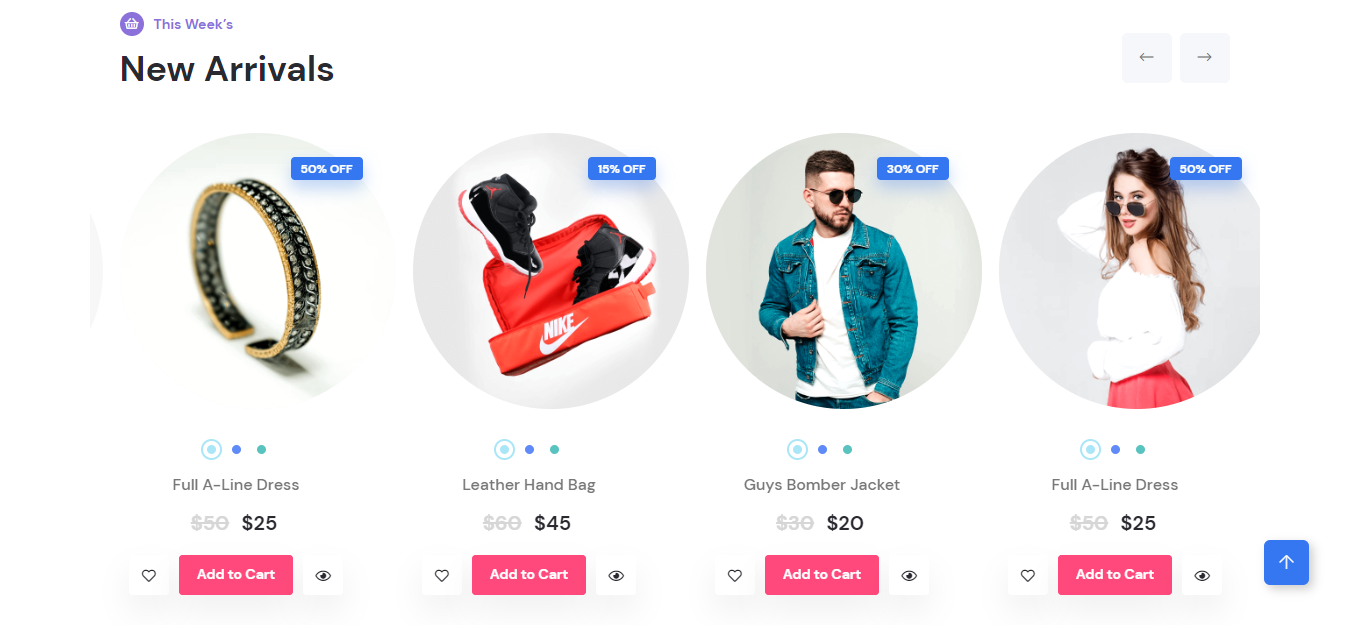 This Week's
New Arrivals
50% OFF
15% OFF
30% OFF
50% OFF
NIKE
Full A-Line Dress
Leather Hand Bag
Guys Bomber Jacket
Full A-Line Dress
$50 $25
$60 $45
$30 $20
$50 $25
Add to Cart
Add to Cart
Add to Cart
Add to Cart